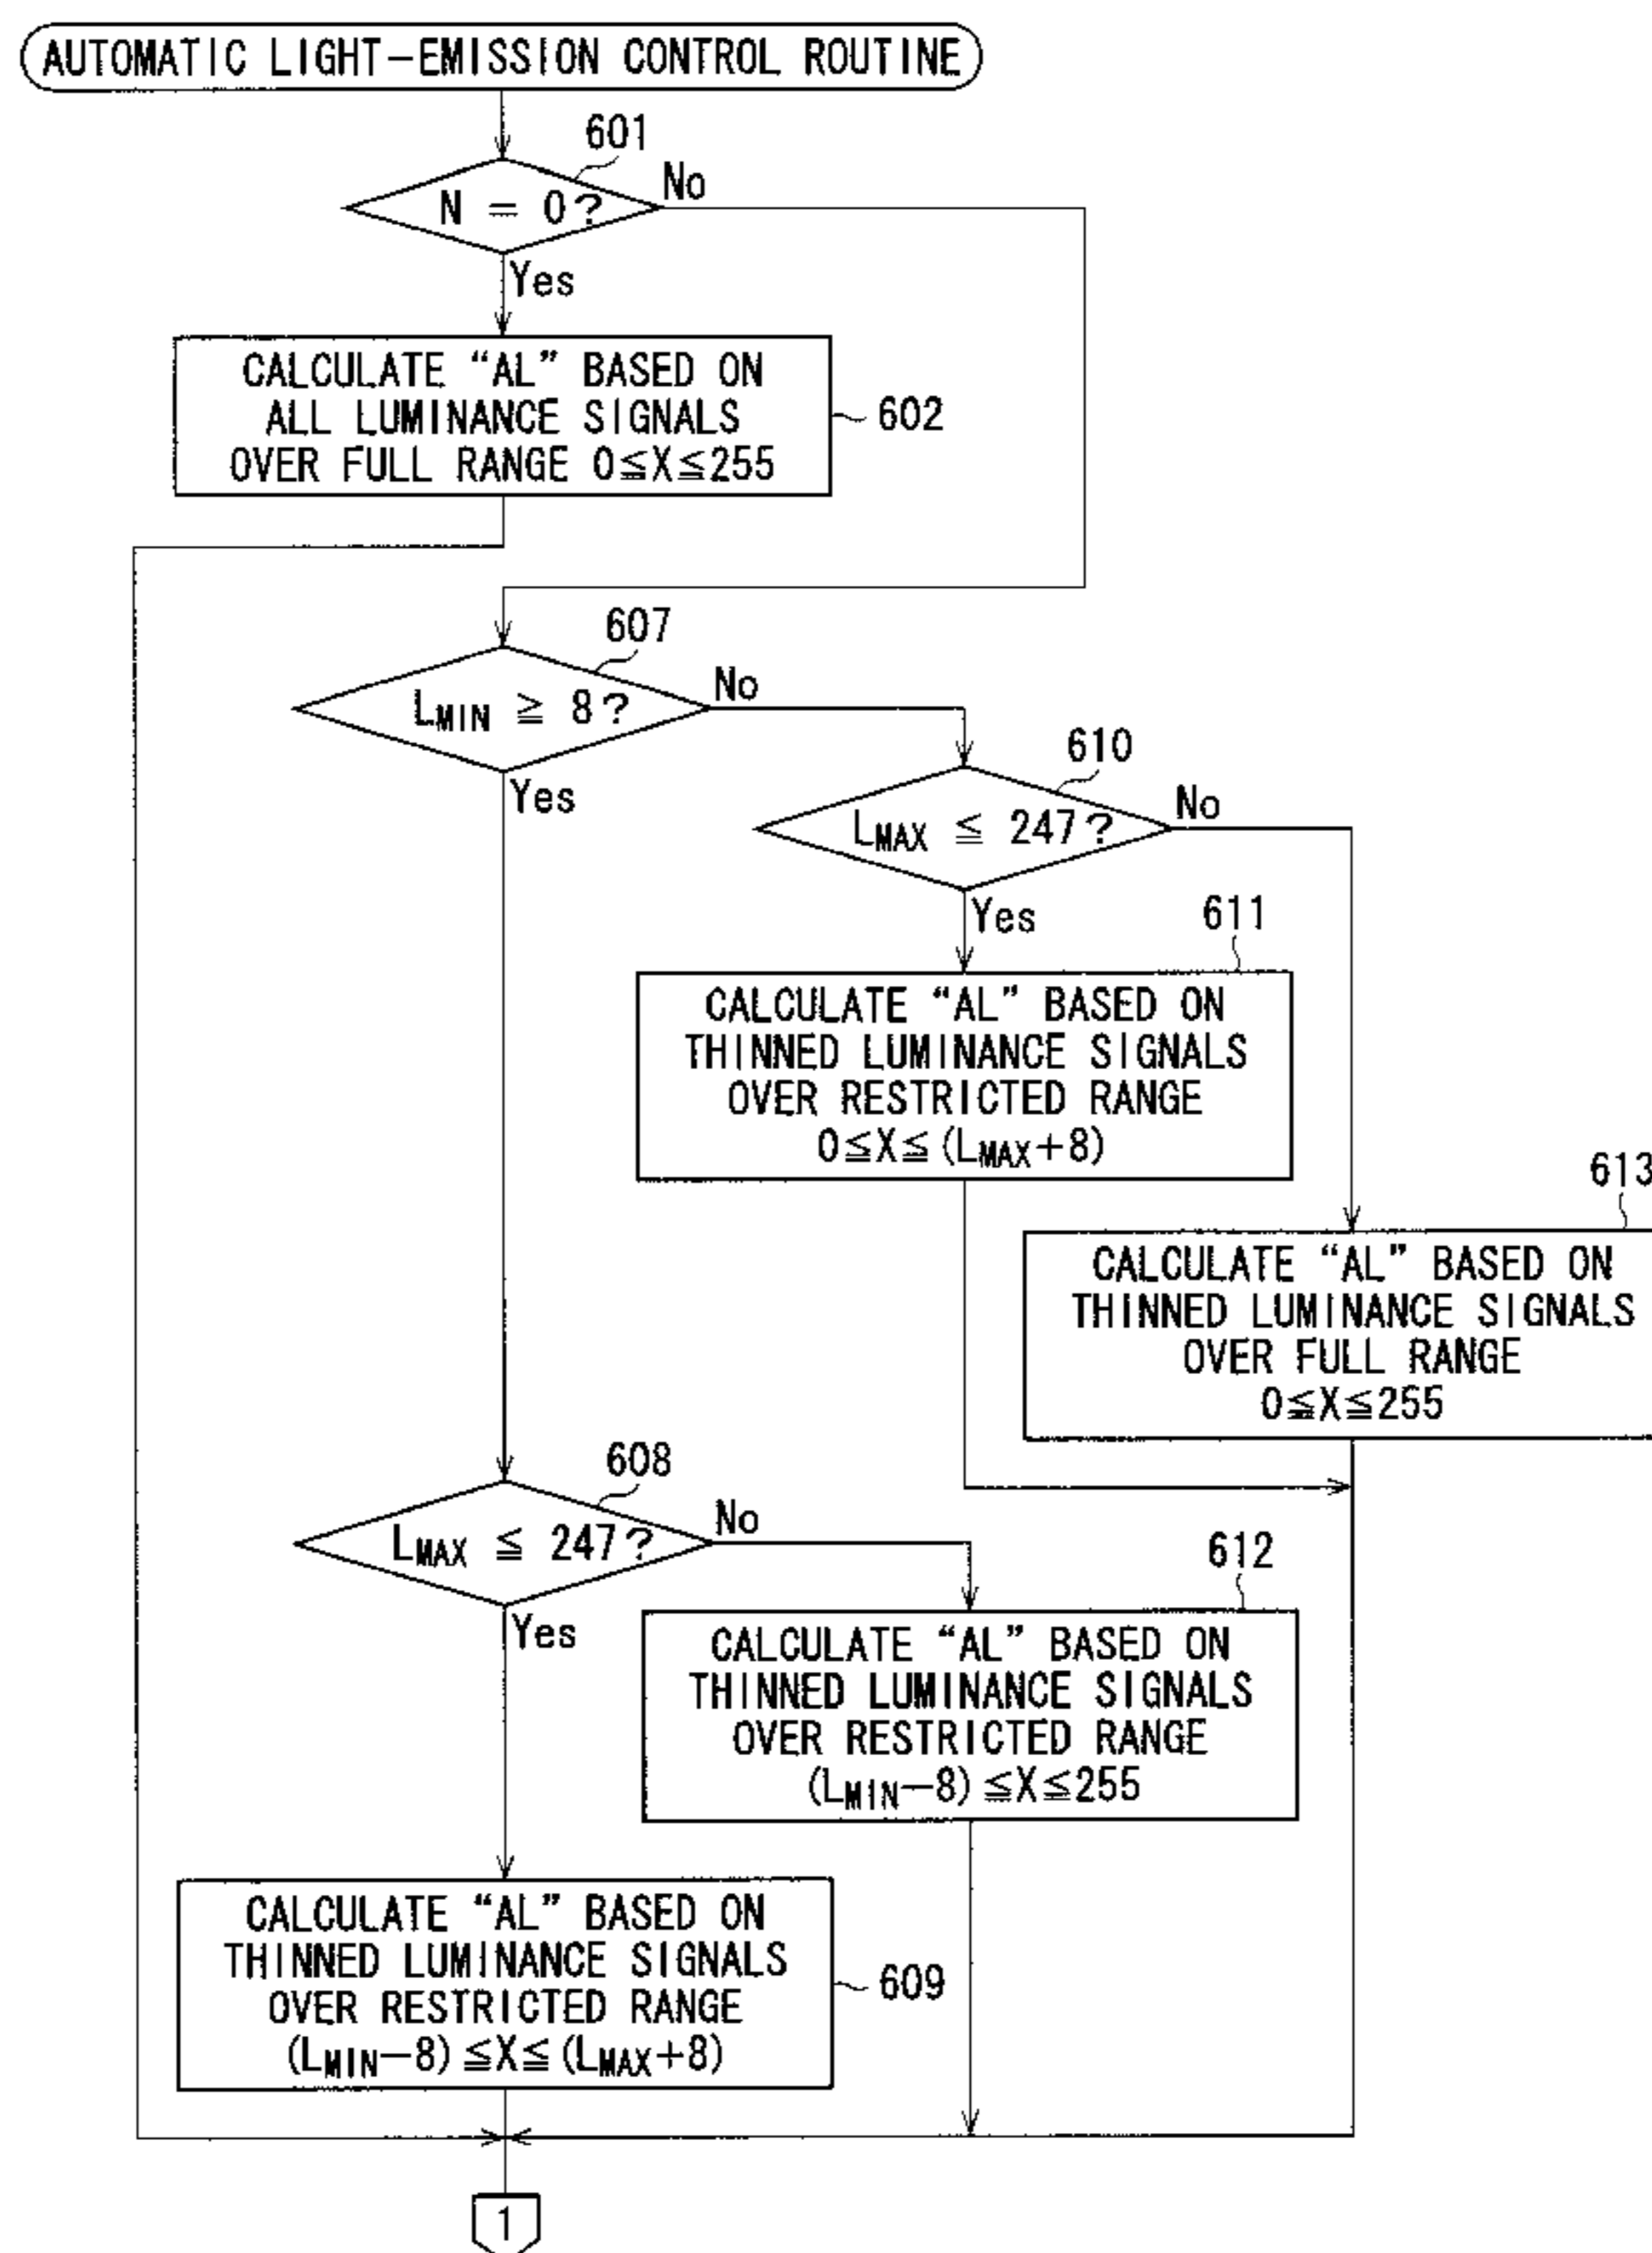 AUTOMATIC LIGHT-EMISSION CONTROL ROUTINE
601
N = 0?
No
Yes
CALCULATE “AL” BASED ON
ALL LUMINANCE SIGNALS
OVER FULL RANGE 0≦X≦255
602
607
LMIN ≧ 8?
No
Yes
610
LMAX ≦ 247?
No
Yes
611
CALCULATE “AL” BASED ON
THINNED LUMINANCE SIGNALS
OVER RESTRICTED RANGE
0≦X≦(LMAX+8)
613
CALCULATE “AL” BASED ON
THINNED LUMINANCE SIGNALS
OVER FULL RANGE
0≦X≦255
608
LMAX ≦ 247?
No
Yes
612
CALCULATE “AL” BASED ON
THINNED LUMINANCE SIGNALS
OVER RESTRICTED RANGE
(LMIN−8)≦X≦255
CALCULATE “AL” BASED ON
THINNED LUMINANCE SIGNALS
OVER RESTRICTED RANGE
(LMIN−8)≦X≦(LMAX+8)
609
1